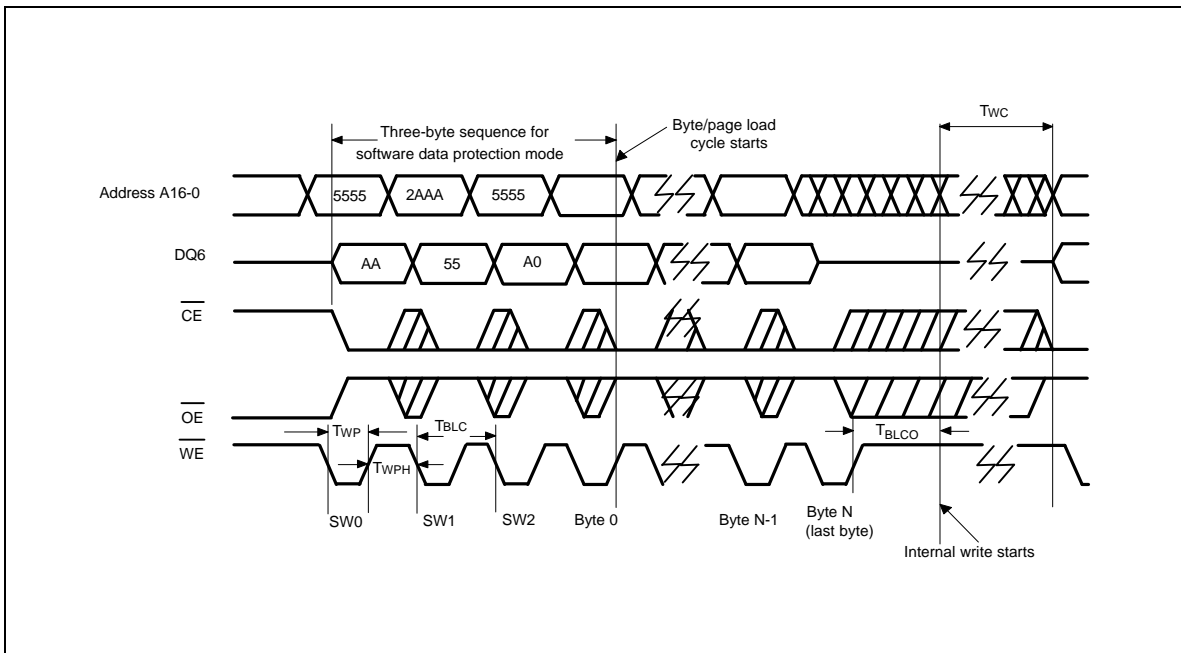 TWC
Three-byte sequence for
software data protection mode
Byte/page load
cycle starts
Address A16-0
5555
2AAA
5555
DQ6
AA
55
A0
CE
OE
TWP
TBLC
TBLCO
WE
TWPH
SW0
SW1
SW2
Byte 0
Byte N-1
Byte N
(last byte)
Internal write starts